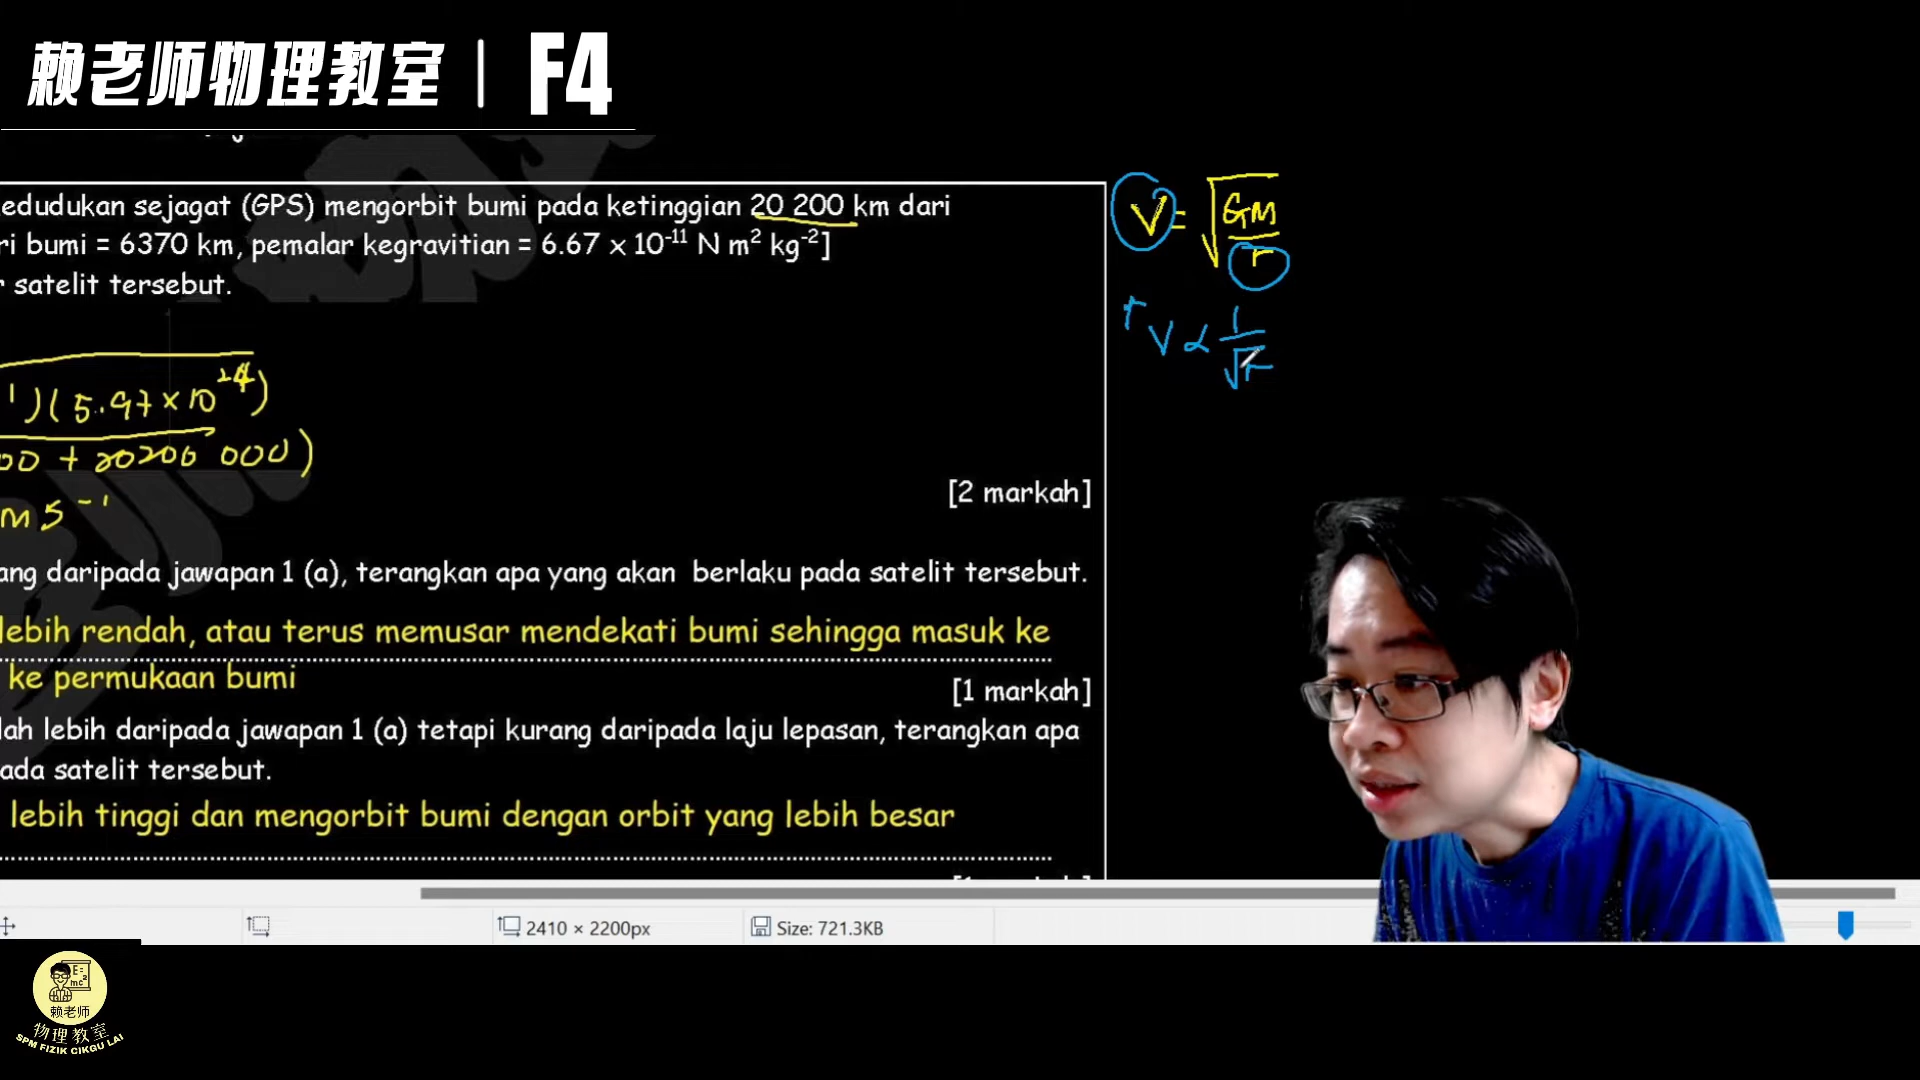 赖老师物理教室 | F4
edudukan sejagat (GPS) mengorbit bumi pada ketinggian 20 200 km dari
ri bumi = 6370 km, pemalar kegravitian = 6.67 x 10⁻¹¹ N m² kg⁻²]
r satelit tersebut.
V = √(GM/r)
r V ∝ 1/√r
1)(5.97×10²⁴)
00 + 20200 000)
[2 markah]
m s⁻¹
ang daripada jawapan 1 (a), terangkan apa yang akan berlaku pada satelit tersebut.
lebih rendah, atau terus memusar mendekati bumi sehingga masuk ke
ke permukaan bumi
[1 markah]
lah lebih daripada jawapan 1 (a) tetapi kurang daripada laju lepasan, terangkan apa
ada satelit tersebut.
lebih tinggi dan mengorbit bumi dengan orbit yang lebih besar
2410 × 2200px
Size: 721.3KB
E=
mc²
赖老师
物理教室
SPM FIZIK CIKGU LAI